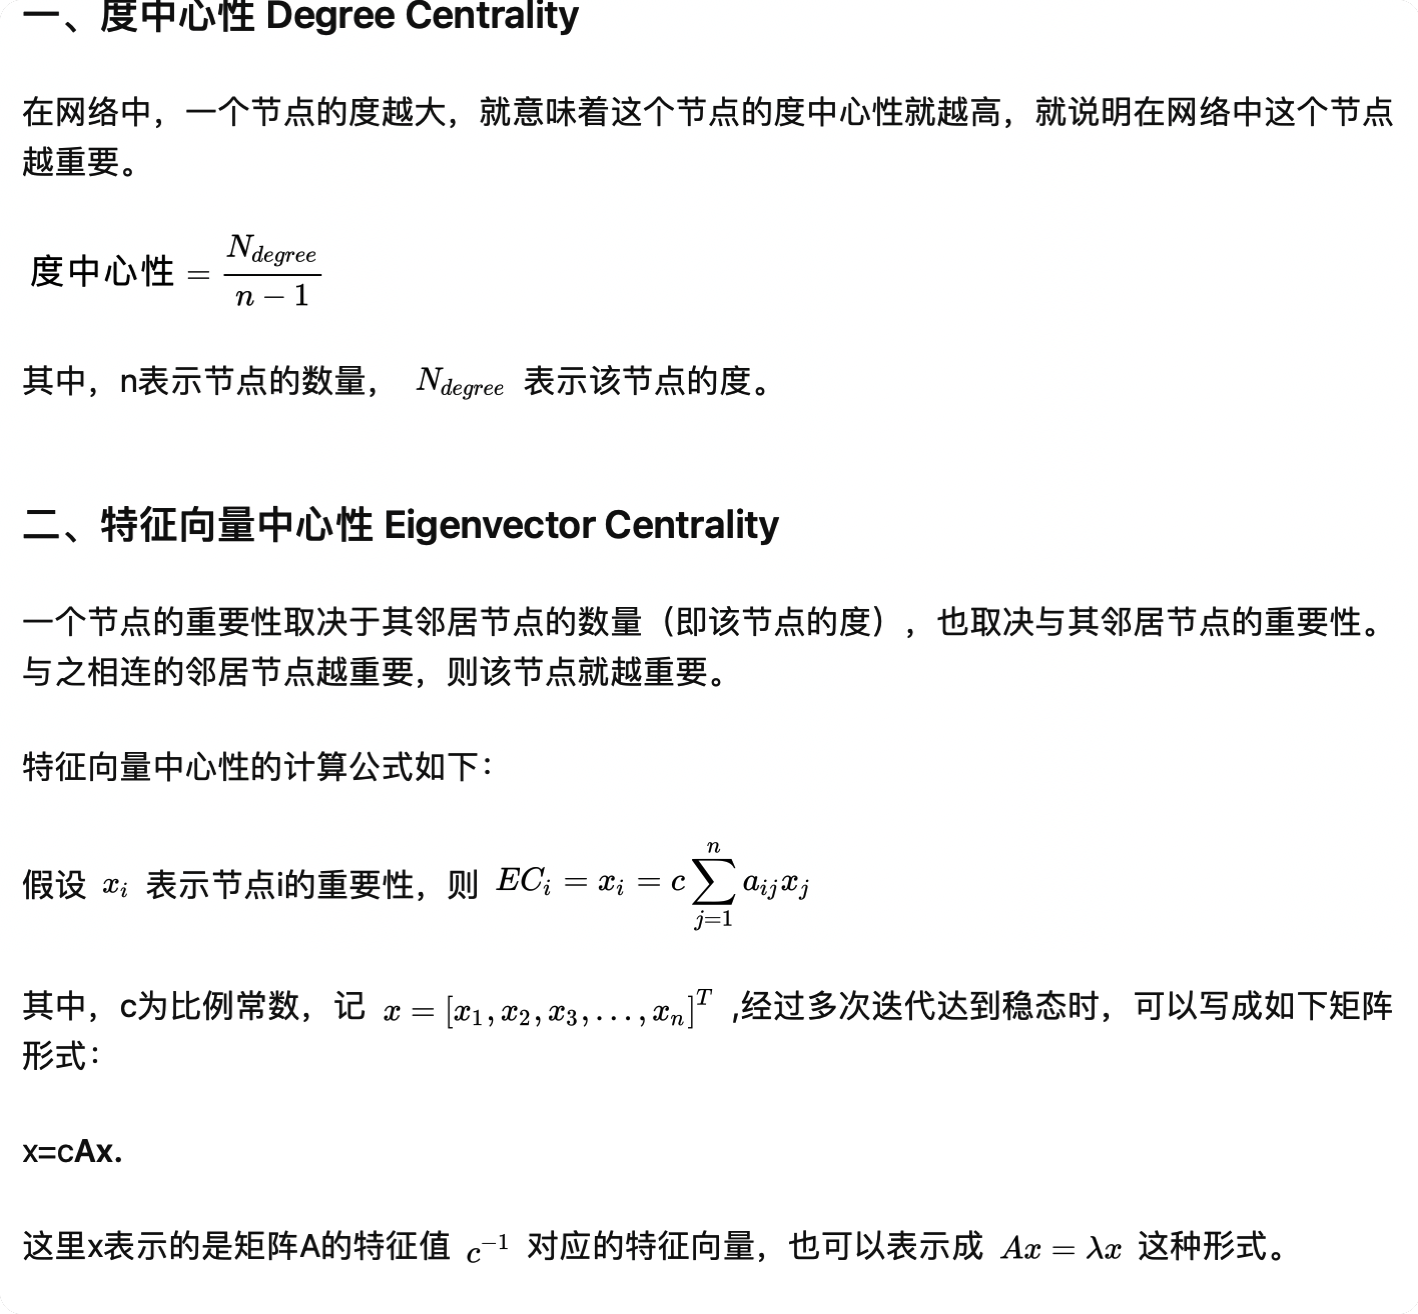 一、度中心性 Degree Centrality
在网络中，一个节点的度越大，就意味着这个节点的度中心性就越高，就说明在网络中这个节点
越重要。
度中心性 = \frac{N_{degree}}{n-1}
其中，n表示节点的数量， N_{degree} 表示该节点的度。
二、特征向量中心性 Eigenvector Centrality
一个节点的重要性取决于其邻居节点的数量（即该节点的度），也取决与其邻居节点的重要性。
与之相连的邻居节点越重要，则该节点就越重要。
特征向量中心性的计算公式如下：
假设 x_i 表示节点i的重要性，则 EC_i = x_i = c \sum_{j=1}^{n} a_{ij} x_j
其中，c为比例常数，记 x = [x_1, x_2, x_3, ..., x_n]^T ,经过多次迭代达到稳态时，可以写成如下矩阵
形式：
x=cAx.
这里x表示的是矩阵A的特征值 c^{-1} 对应的特征向量，也可以表示成 Ax = λx 这种形式。